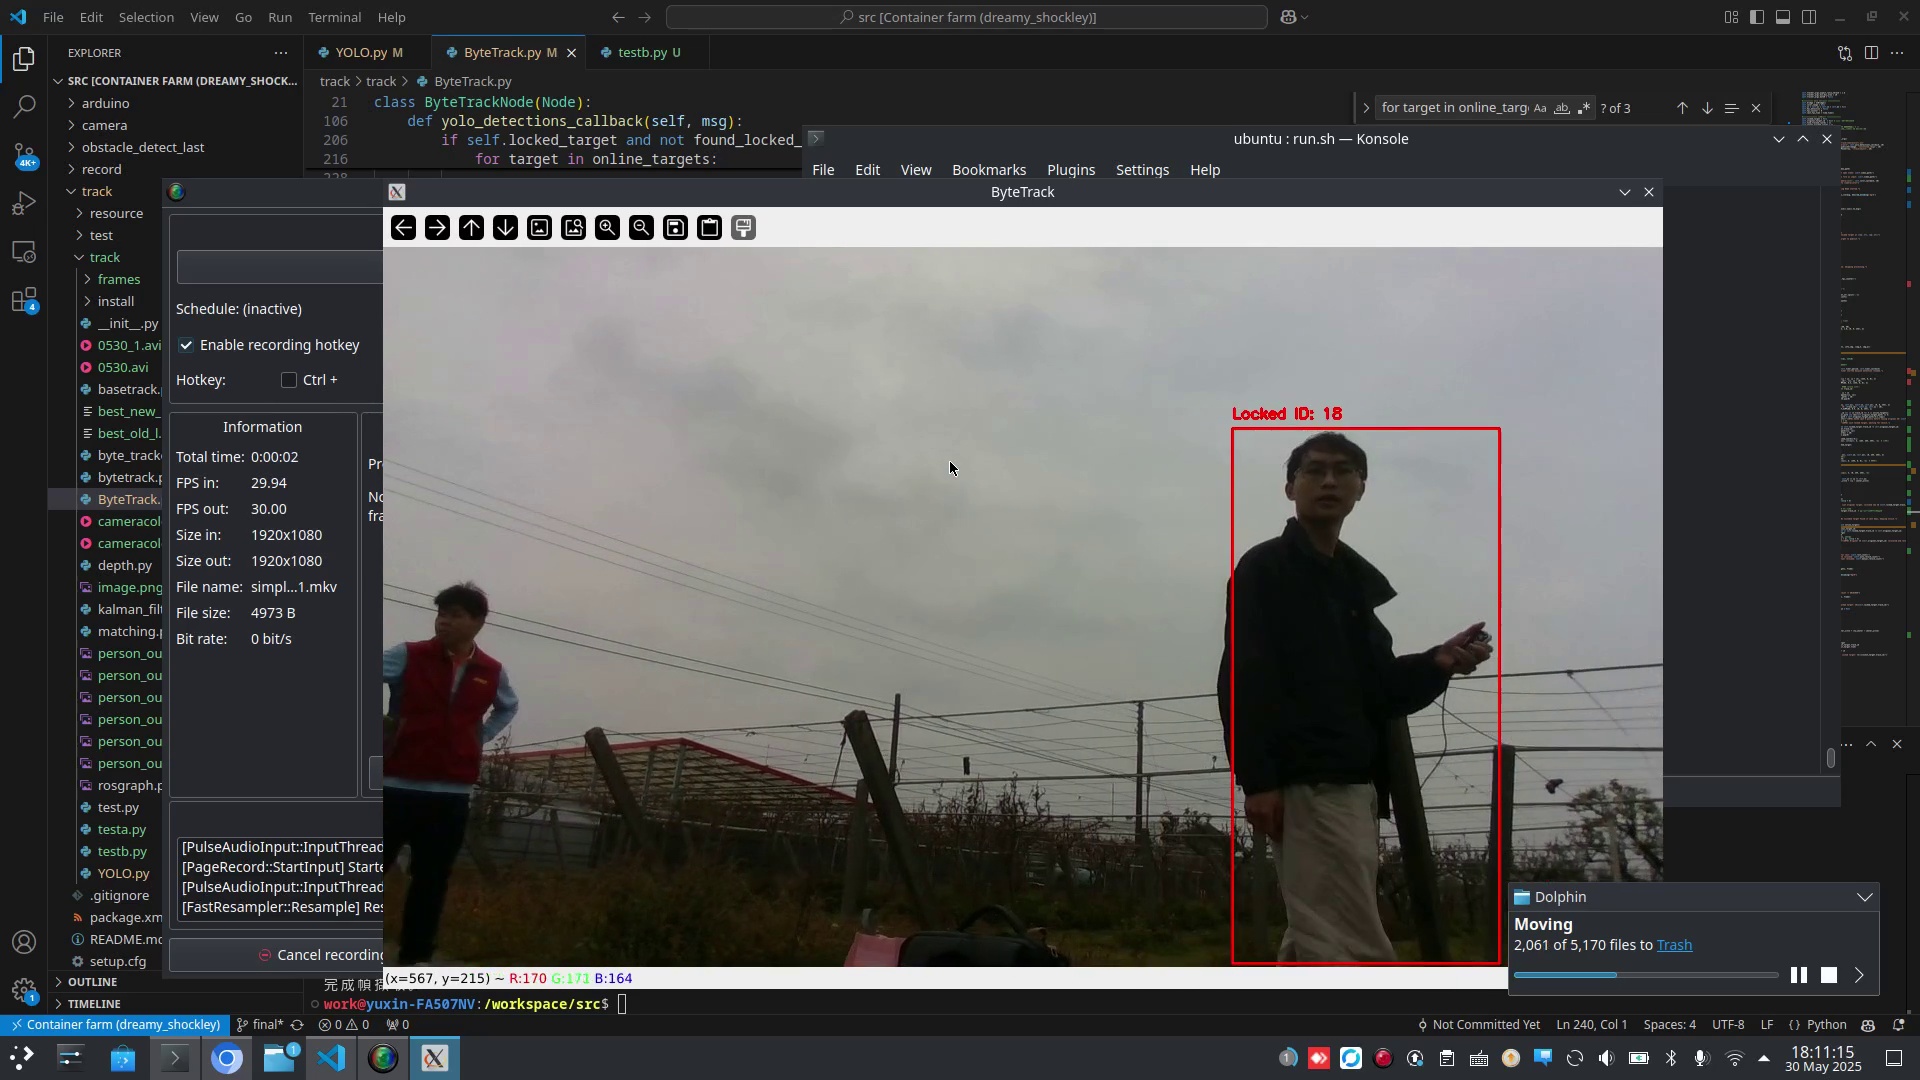 File Edit Selection View Go Run Terminal Help
src [Container farm (dreamy_shockley)]
EXPLORER
YOLO.py M
ByteTrack.py M
testb.py U
SRC [CONTAINER FARM (DREAMY_SHOCK...
track > track > ByteTrack.py
arduino
camera
obstacle_detect_last
record
track
resource
test
track
frames
install
__init__.py
0530_1.avi
0530.avi
basetrack.
best_new_
best_old_l.
byte_track
bytetrack.p
ByteTrack.
cameracol
cameracol
depth.py
image.png
kalman_filt
matching.p
person_ou
person_ou
person_ou
person_ou
person_ou
person_ou
rosgraph.p
test.py
testa.py
testb.py
YOLO.py
.gitignore
package.xm
README.md
setup.cfg
OUTLINE
TIMELINE
4K+
4
1
21 class ByteTrackNode(Node):
106 def yolo_detections_callback(self, msg):
206 if self.locked_target and not found_locked_
216 for target in online_targets:
for target in online_targ
Aa ab
? of 3
ubuntu : run.sh — Konsole
File Edit View Bookmarks Plugins Settings Help
ByteTrack
Schedule: (inactive)
Enable recording hotkey
Hotkey: Ctrl +
Information
Total time: 0:00:02
FPS in: 29.94
FPS out: 30.00
Size in: 1920x1080
Size out: 1920x1080
File name: simpl...1.mkv
File size: 4973 B
Bit rate: 0 bit/s
[PulseAudioInput::InputThread
[PageRecord::StartInput] Starte
[PulseAudioInput::InputThread
[FastResampler::Resample] Res
Cancel recording
Locked ID: 18
(x=567, y=215) ~ R:170 G:171 B:164
work@yuxin-FA507NV:/workspace/src$
Dolphin
Moving
2,061 of 5,170 files to Trash
Container farm (dreamy_shockley) final* 0 0 0 Not Committed Yet Ln 240, Col 1 Spaces: 4 UTF-8 LF {} Python
1
1
18:11:15
30 May 2025